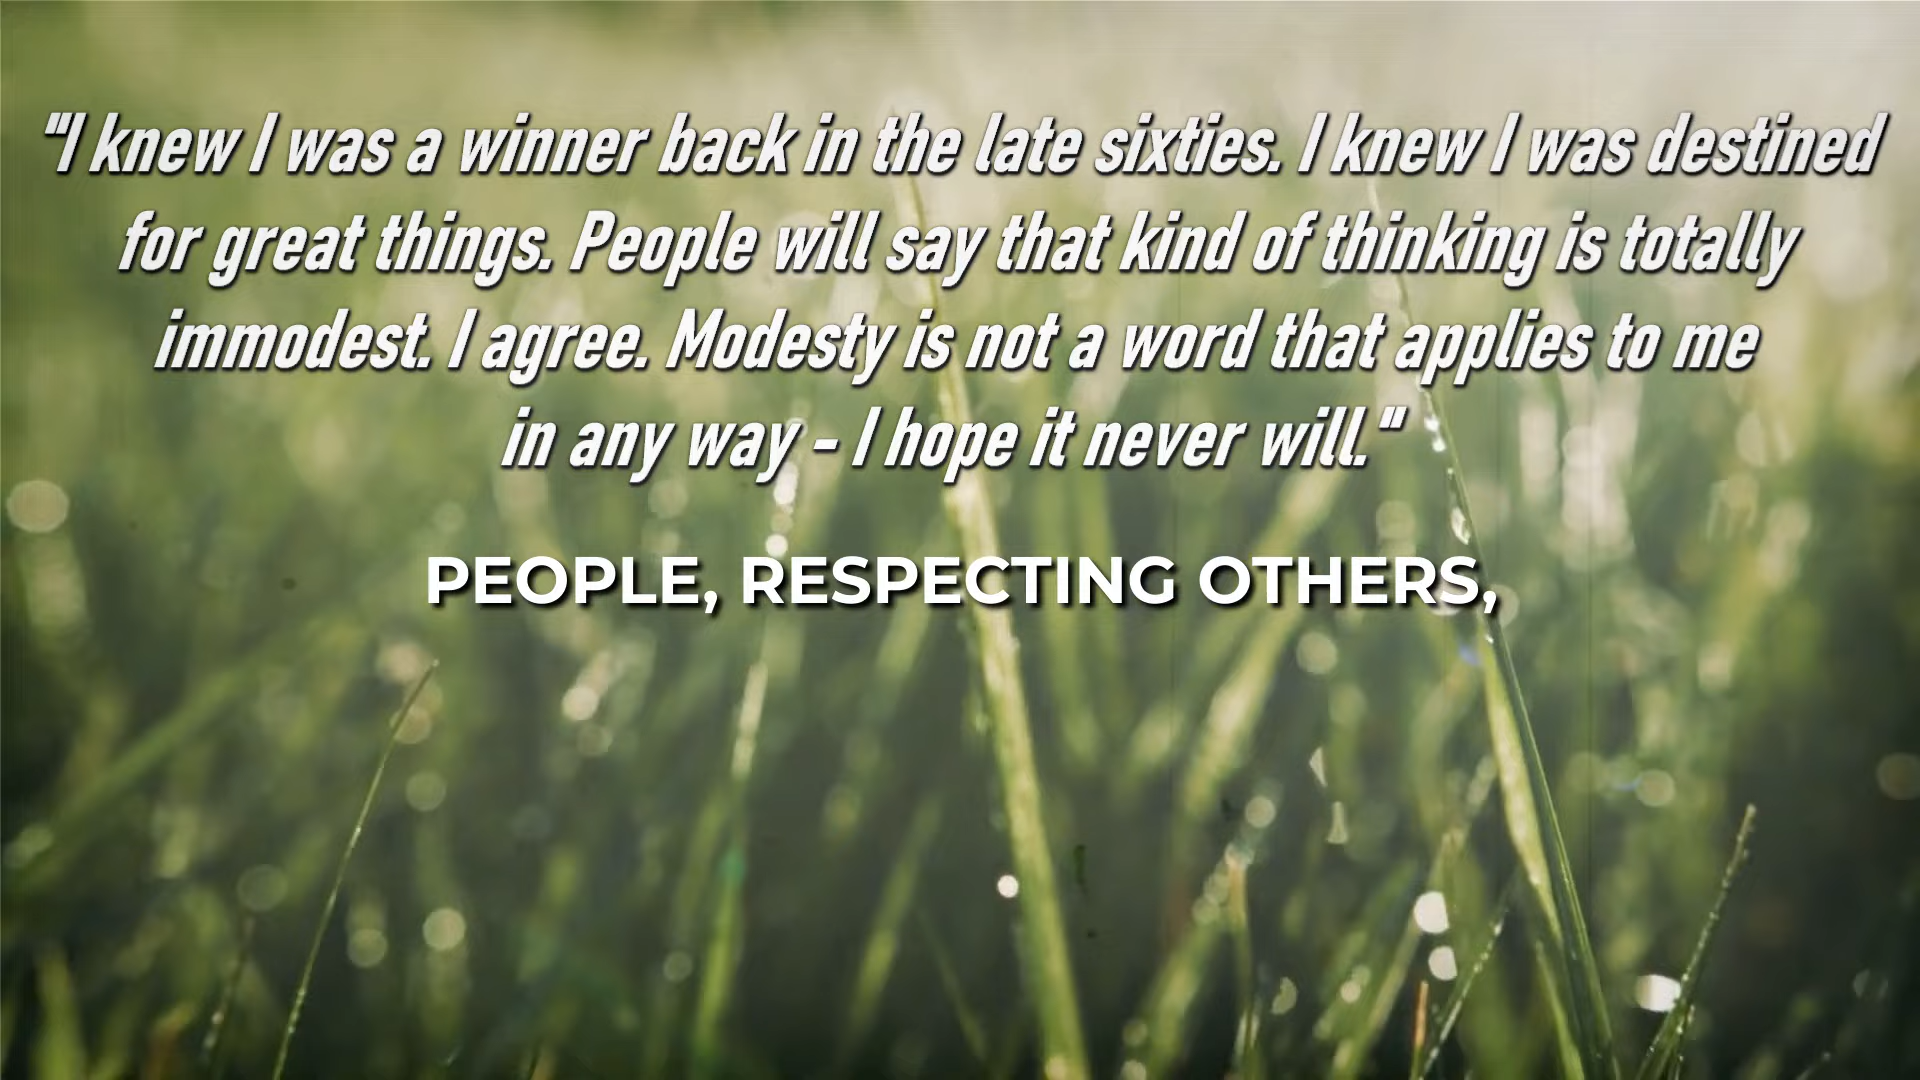 "I knew I was a winner back in the late sixties. I knew I was destined
for great things. People will say that kind of thinking is totally
immodest. I agree. Modesty is not a word that applies to me
in any way - I hope it never will."
PEOPLE, RESPECTING OTHERS,